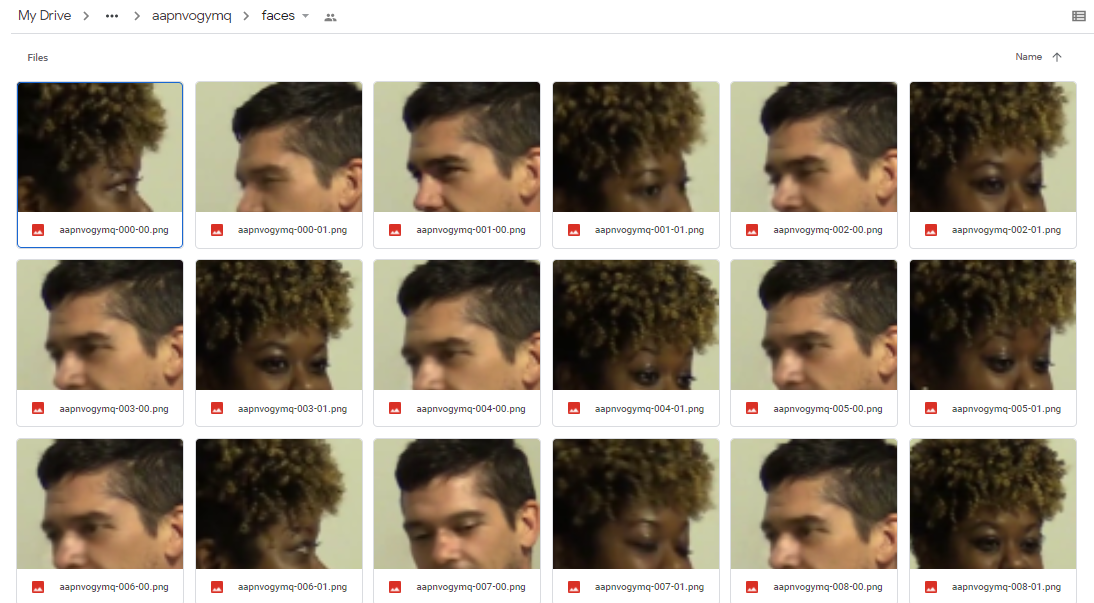 My Drive > ••• > aapnvogymq > faces
Files
Name
aapnvogymq-000-00.png
aapnvogymq-000-01.png
aapnvogymq-001-00.png
aapnvogymq-001-01.png
aapnvogymq-002-00.png
aapnvogymq-002-01.png
aapnvogymq-003-00.png
aapnvogymq-003-01.png
aapnvogymq-004-00.png
aapnvogymq-004-01.png
aapnvogymq-005-00.png
aapnvogymq-005-01.png
aapnvogymq-006-00.png
aapnvogymq-006-01.png
aapnvogymq-007-00.png
aapnvogymq-007-01.png
aapnvogymq-008-00.png
aapnvogymq-008-01.png